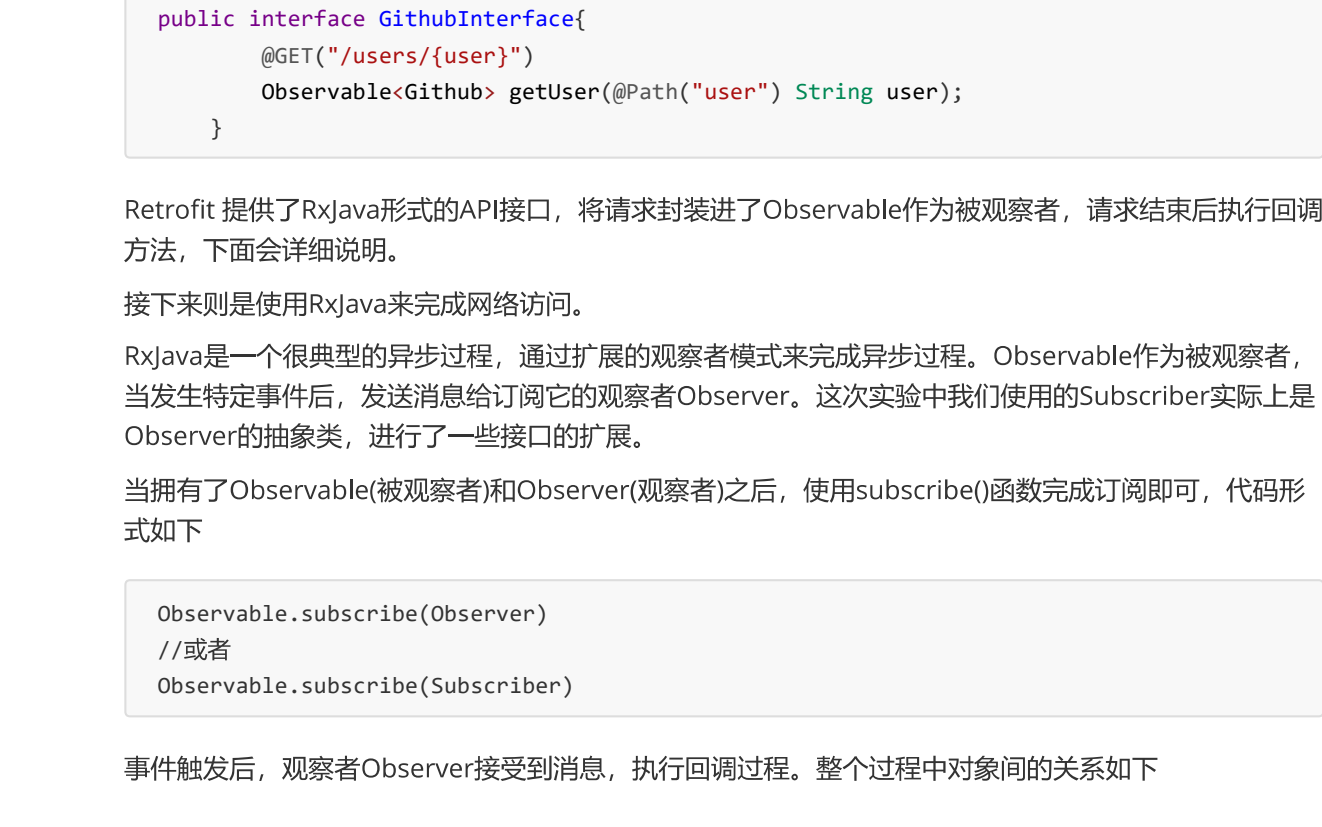 public interface GithubInterface{
@GET("/users/{user}")
Observable<Github> getUser(@Path("user") String user);
}
Retrofit 提供了RxJava形式的API接口，将请求封装进了Observable作为被观察者，请求结束后执行回调
方法，下面会详细说明。
接下来则是使用RxJava来完成网络访问。
RxJava是一个很典型的异步过程，通过扩展的观察者模式来完成异步过程。Observable作为被观察者，
当发生特定事件后，发送消息给订阅它的观察者Observer。这次实验中我们使用的Subscriber实际上是
Observer的抽象类，进行了一些接口的扩展。
当拥有了Observable(被观察者)和Observer(观察者)之后，使用subscribe()函数完成订阅即可，代码形
式如下
Observable.subscribe(Observer)
//或者
Observable.subscribe(Subscriber)
事件触发后，观察者Observer接受到消息，执行回调过程。整个过程中对象间的关系如下